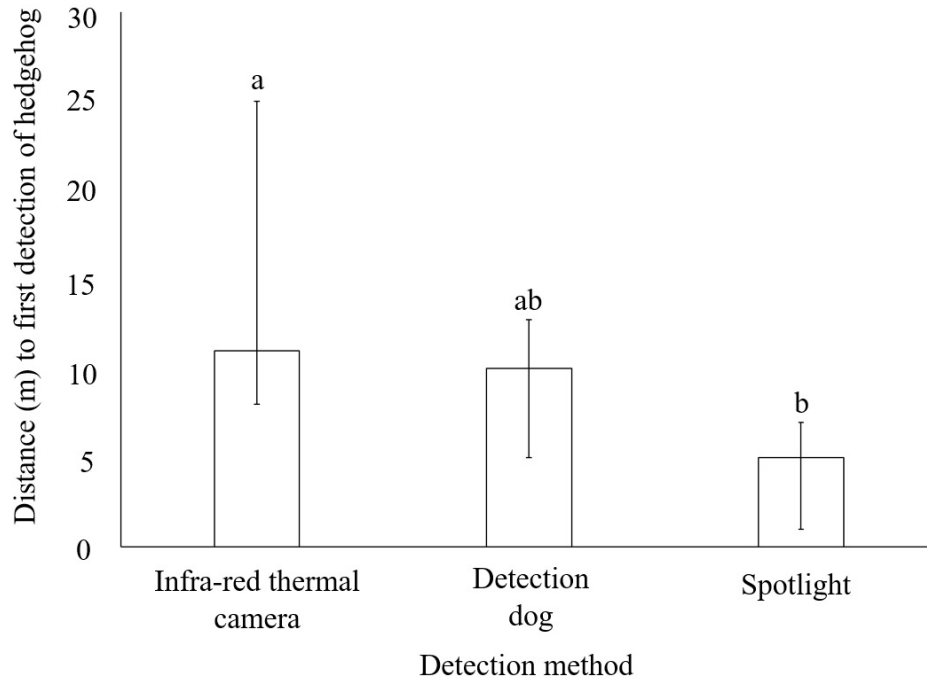 Distance (m) to first detection of hedgehog
30
25
20
15
10
5
0
a
ab
b
Infra-red thermal
camera
Detection
dog
Spotlight
Detection method